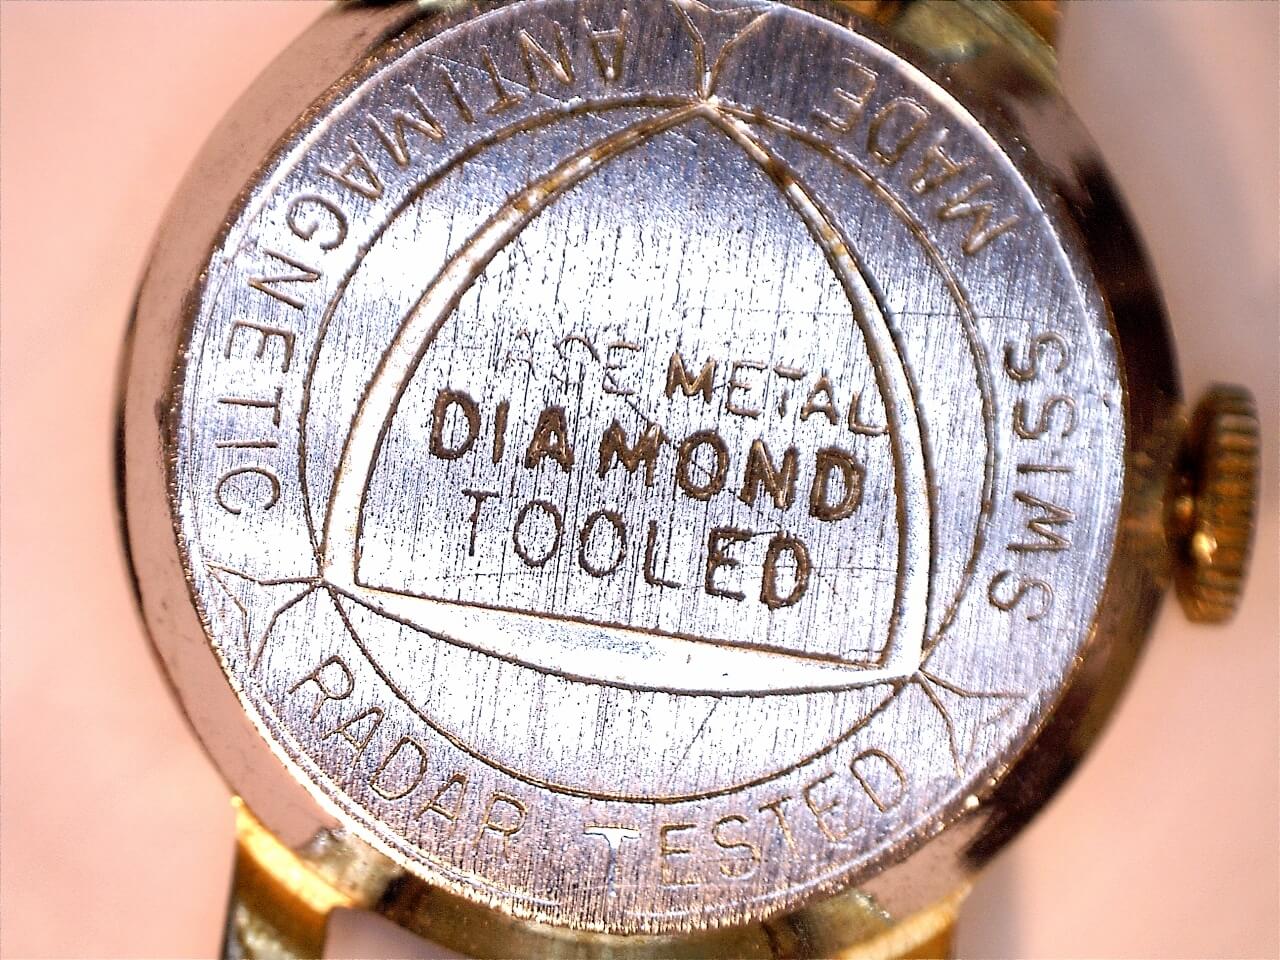 METAL
DIAMOND
TOOLED
ANTIMAGNETIC
SWISS MADE
RADAR TESTED